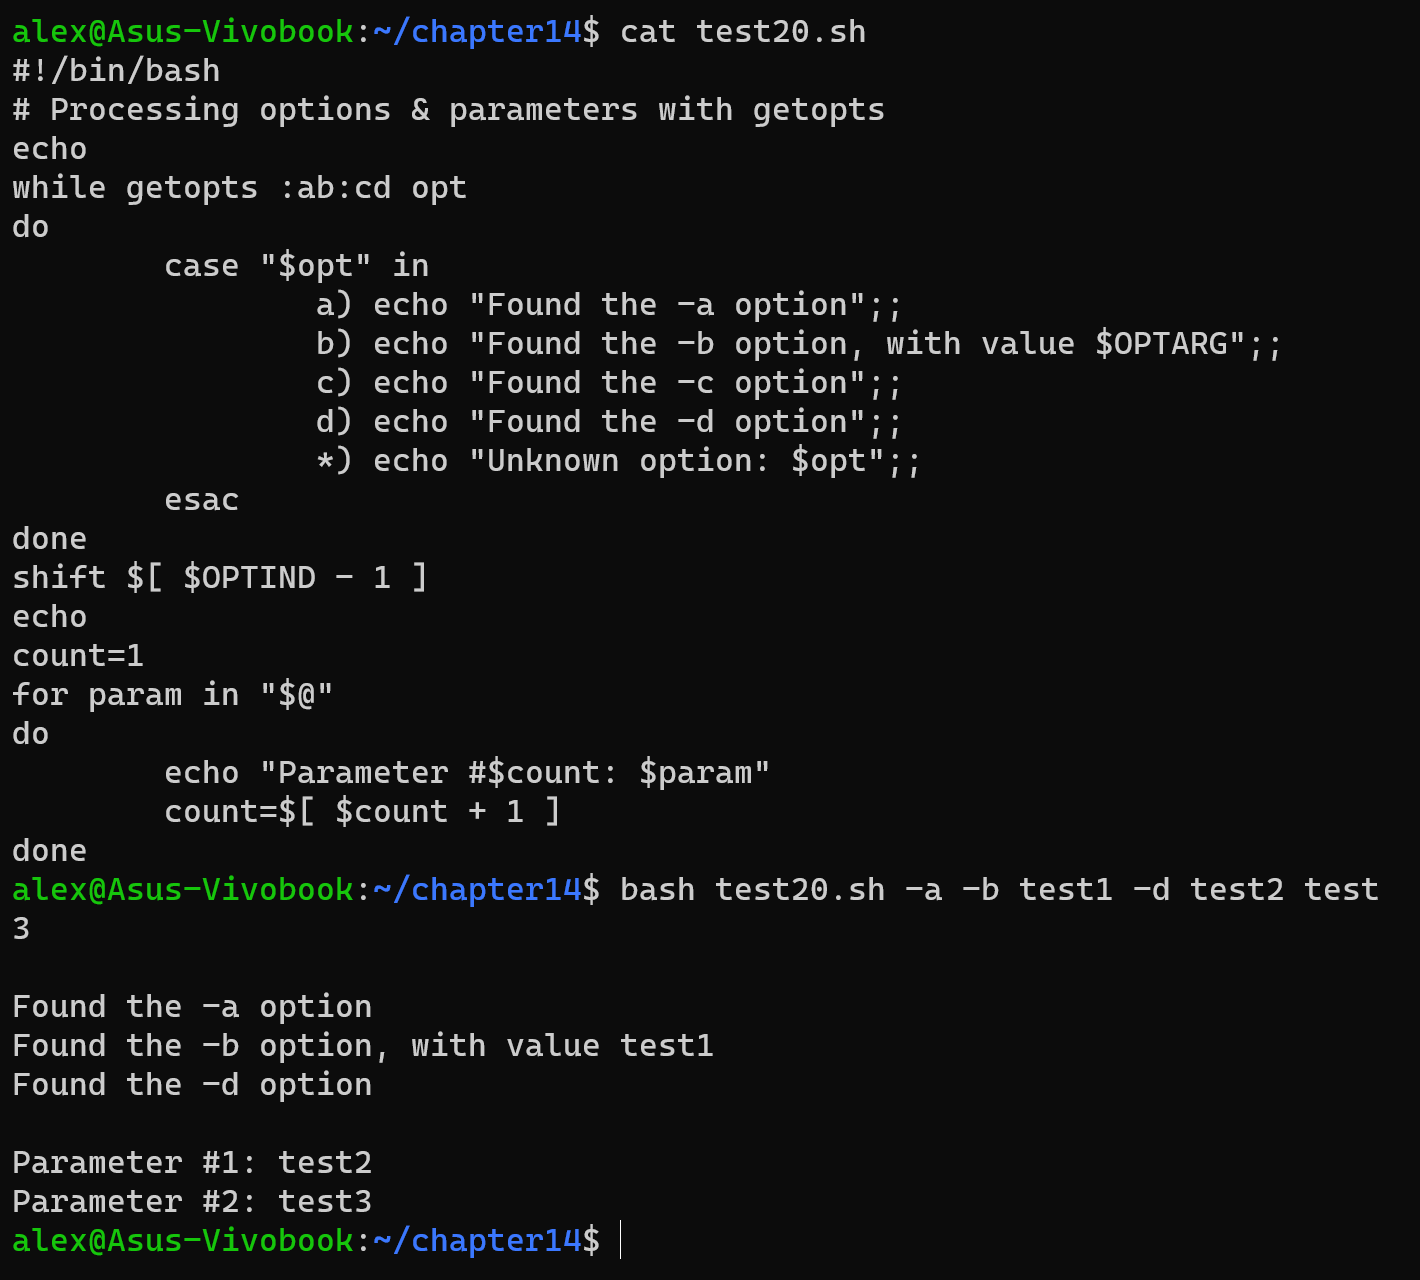 alex@Asus-Vivobook:~/chapter14$ cat test20.sh
#!/bin/bash
# Processing options & parameters with getopts
echo
while getopts :ab:cd opt
do
        case "$opt" in
                a) echo "Found the -a option";;
                b) echo "Found the -b option, with value $OPTARG";;
                c) echo "Found the -c option";;
                d) echo "Found the -d option";;
                *) echo "Unknown option: $opt";;
        esac
done
shift $[ $OPTIND - 1 ]
echo
count=1
for param in "$@"
do
        echo "Parameter #$count: $param"
        count=$[ $count + 1 ]
done
alex@Asus-Vivobook:~/chapter14$ bash test20.sh -a -b test1 -d test2 test
3

Found the -a option
Found the -b option, with value test1
Found the -d option

Parameter #1: test2
Parameter #2: test3
alex@Asus-Vivobook:~/chapter14$